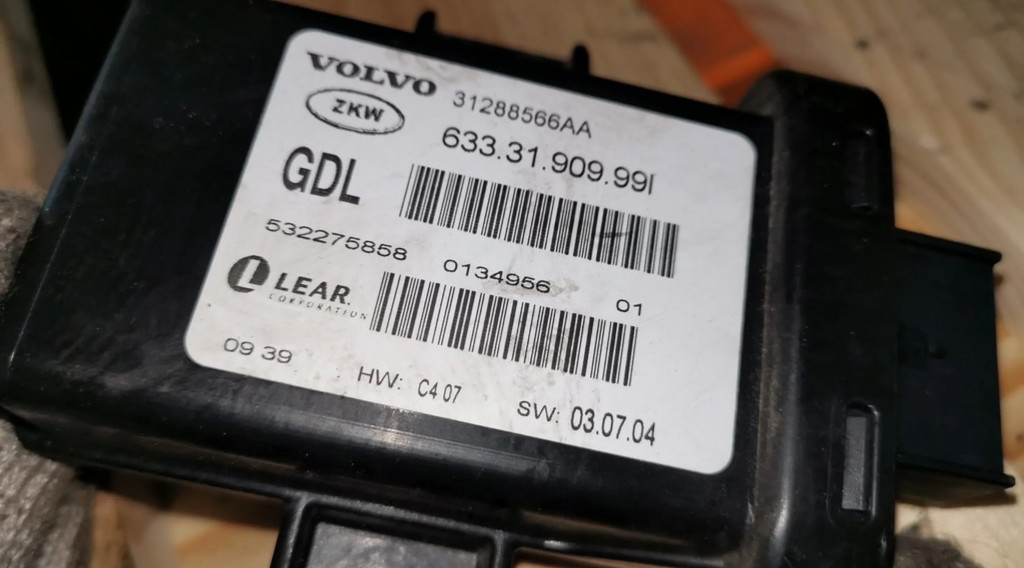 VOLVO 31288566AA
ZKW 633.31.909.99I
GDL
532275858 0134956 01
LEAR
CORPORATION
09 39 HW: C4 07 SW: 03.07.04